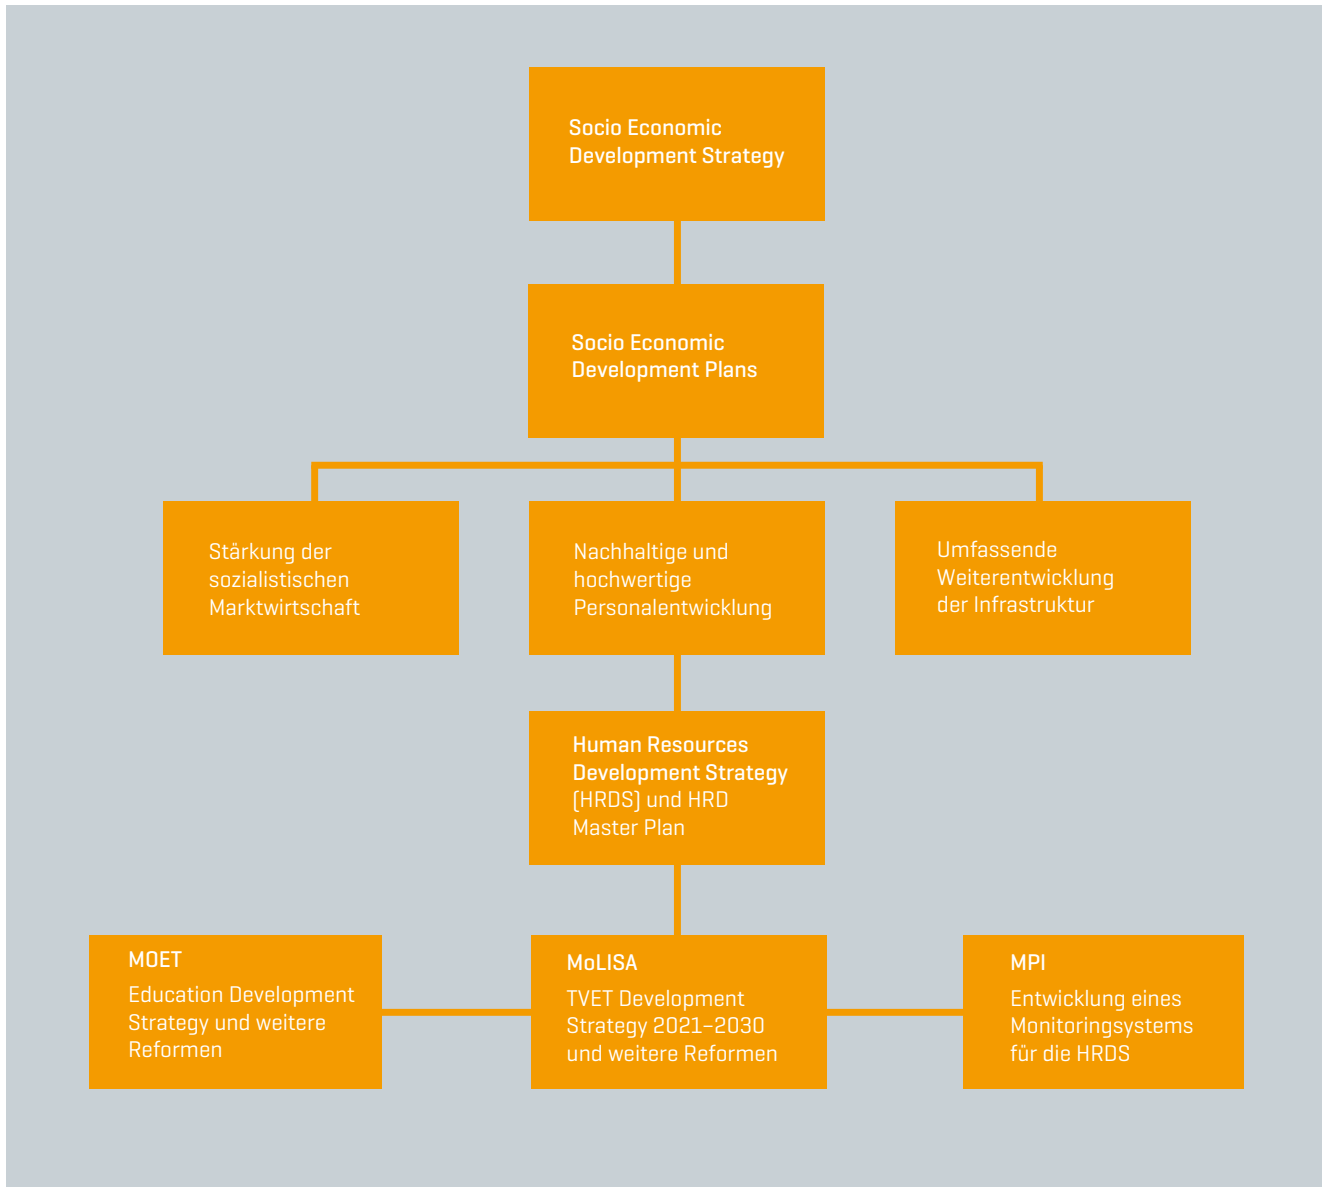 Socio Economic
Development Strategy
Socio Economic
Development Plans
Stärkung der
sozialistischen
Marktwirtschaft
Nachhaltige und
hochwertige
Personalentwicklung
Umfassende
Weiterentwicklung
der Infrastruktur
Human Resources
Development Strategy
(HRDS) und HRD
Master Plan
MOET
Education Development
Strategy und weitere
Reformen
MoLISA
TVET Development
Strategy 2021–2030
und weitere Reformen
MPI
Entwicklung eines
Monitoringsystems
für die HRDS